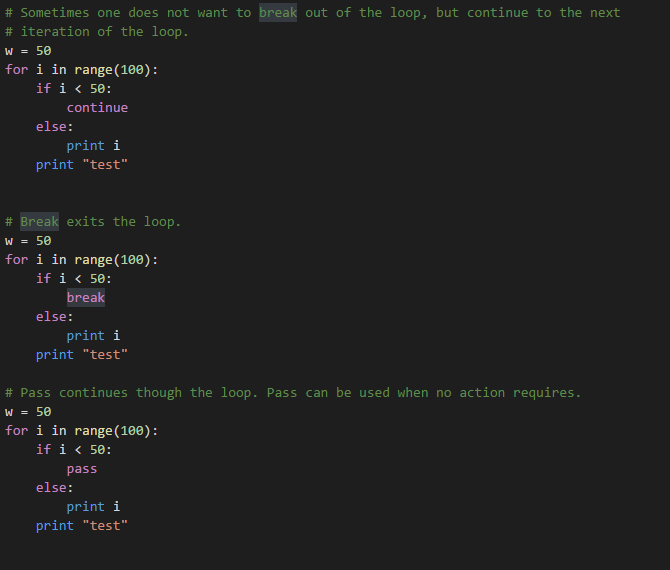 # Sometimes one does not want to break out of the loop, but continue to the next
# iteration of the loop.
w = 50
for i in range(100):
    if i < 50:
        continue
    else:
        print i
    print "test"
# Break exits the loop.
w = 50
for i in range(100):
    if i < 50:
        break
    else:
        print i
    print "test"
# Pass continues though the loop. Pass can be used when no action requires.
w = 50
for i in range(100):
    if i < 50:
        pass
    else:
        print i
    print "test"